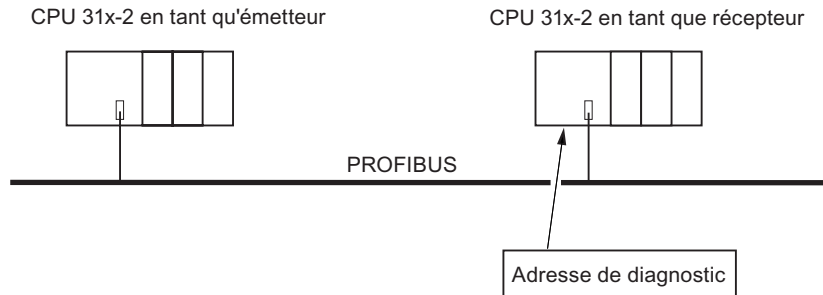 CPU 31x-2 en tant qu'émetteur
CPU 31x-2 en tant que récepteur
PROFIBUS
Adresse de diagnostic